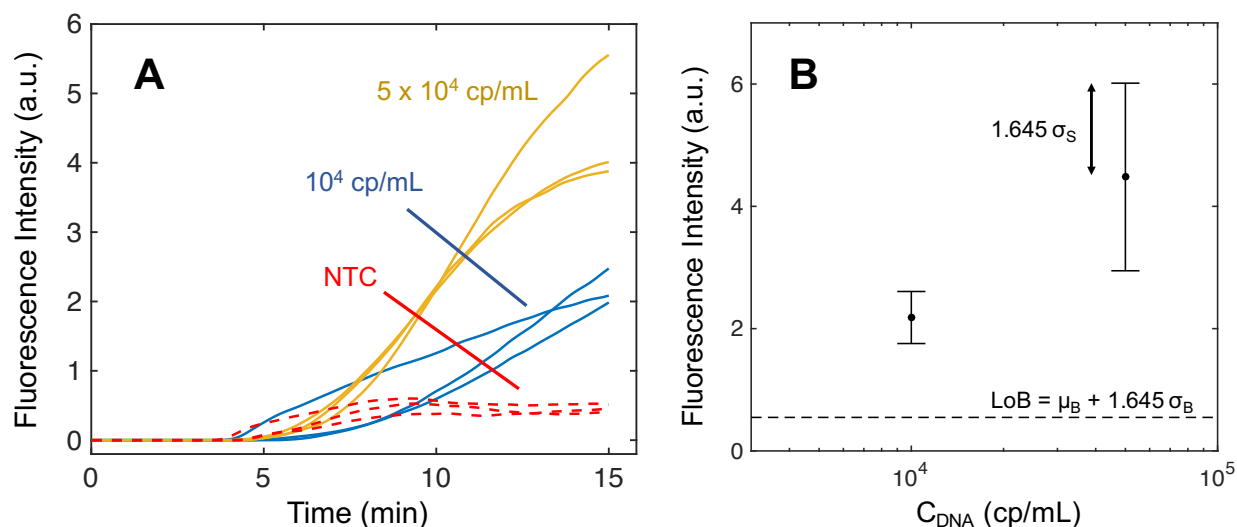 A
Fluorescence Intensity (a.u.)
6
5
4
3
2
1
0
5 x 10⁴ cp/mL
10⁴ cp/mL
NTC
0
5
10
15
Time (min)
B
Fluorescence Intensity (a.u.)
6
4
2
0
1.645 σS
LoB = μB + 1.645 σB
10⁴
10⁵
CDNA (cp/mL)